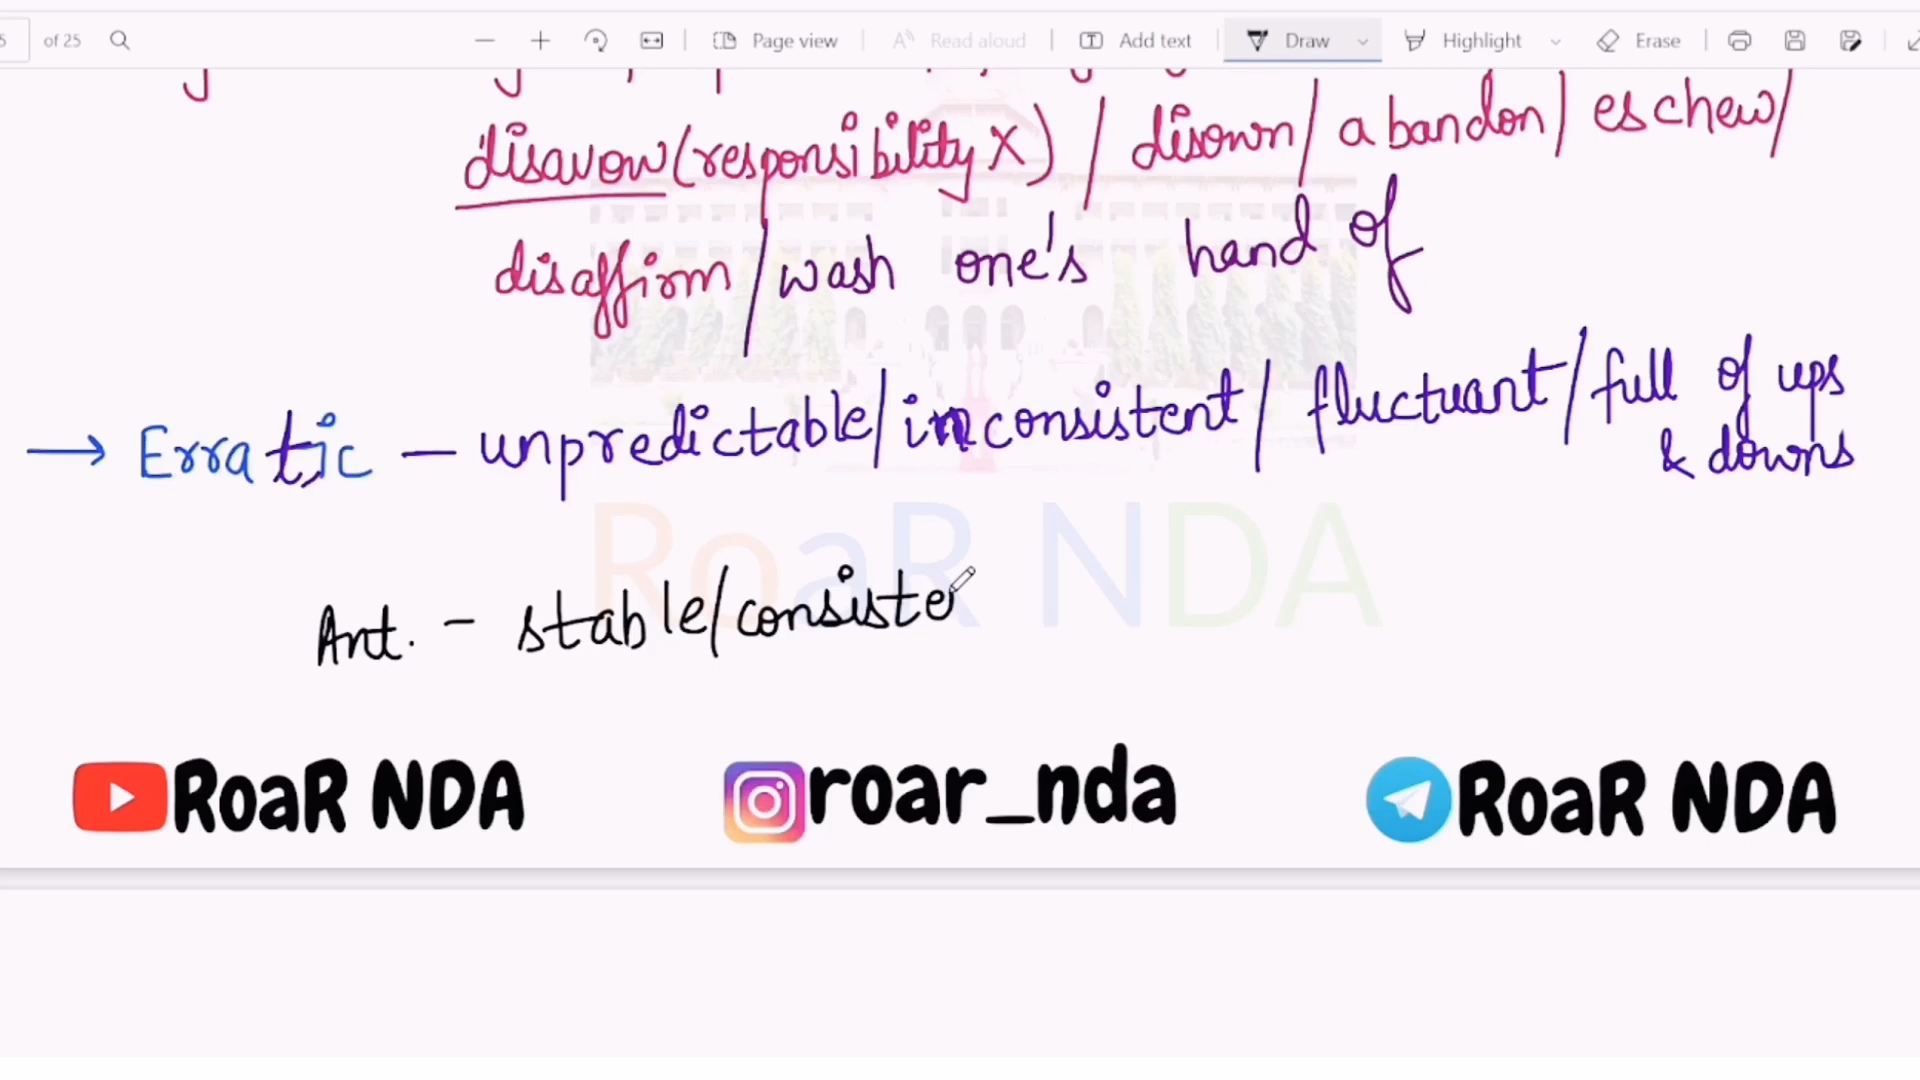 5 of 25 Page view Read aloud Add text Draw Highlight Erase
disavow (responsibility X) / disown / abandon / eschew /
disaffirm / wash one's hand of
→ Erratic — unpredictable / inconsistent / fluctuant / full of ups
& downs
RoaR NDA
Ant. - stable / consiste
RoaR NDA roar_nda RoaR NDA